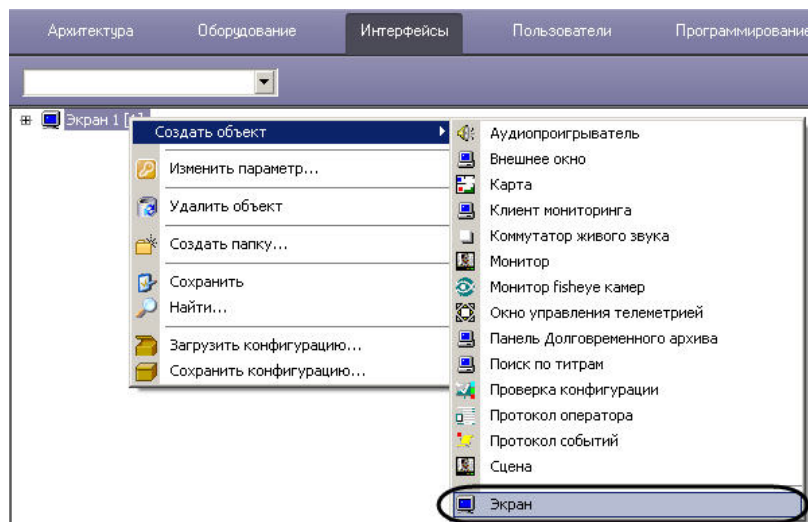 Архитектура Оборудование Интерфейсы Пользователи Программирование
Экран 1 [1]
Создать объект
Изменить параметр...
Удалить объект
Создать папку...
Сохранить
Найти...
Загрузить конфигурацию...
Сохранить конфигурацию...
Аудиопроигрыватель
Внешнее окно
Карта
Клиент мониторинга
Коммутатор живого звука
Монитор
Монитор fisheye камер
Окно управления телеметрией
Панель Долговременного архива
Поиск по титрам
Проверка конфигурации
Протокол оператора
Протокол событий
Сцена
Экран